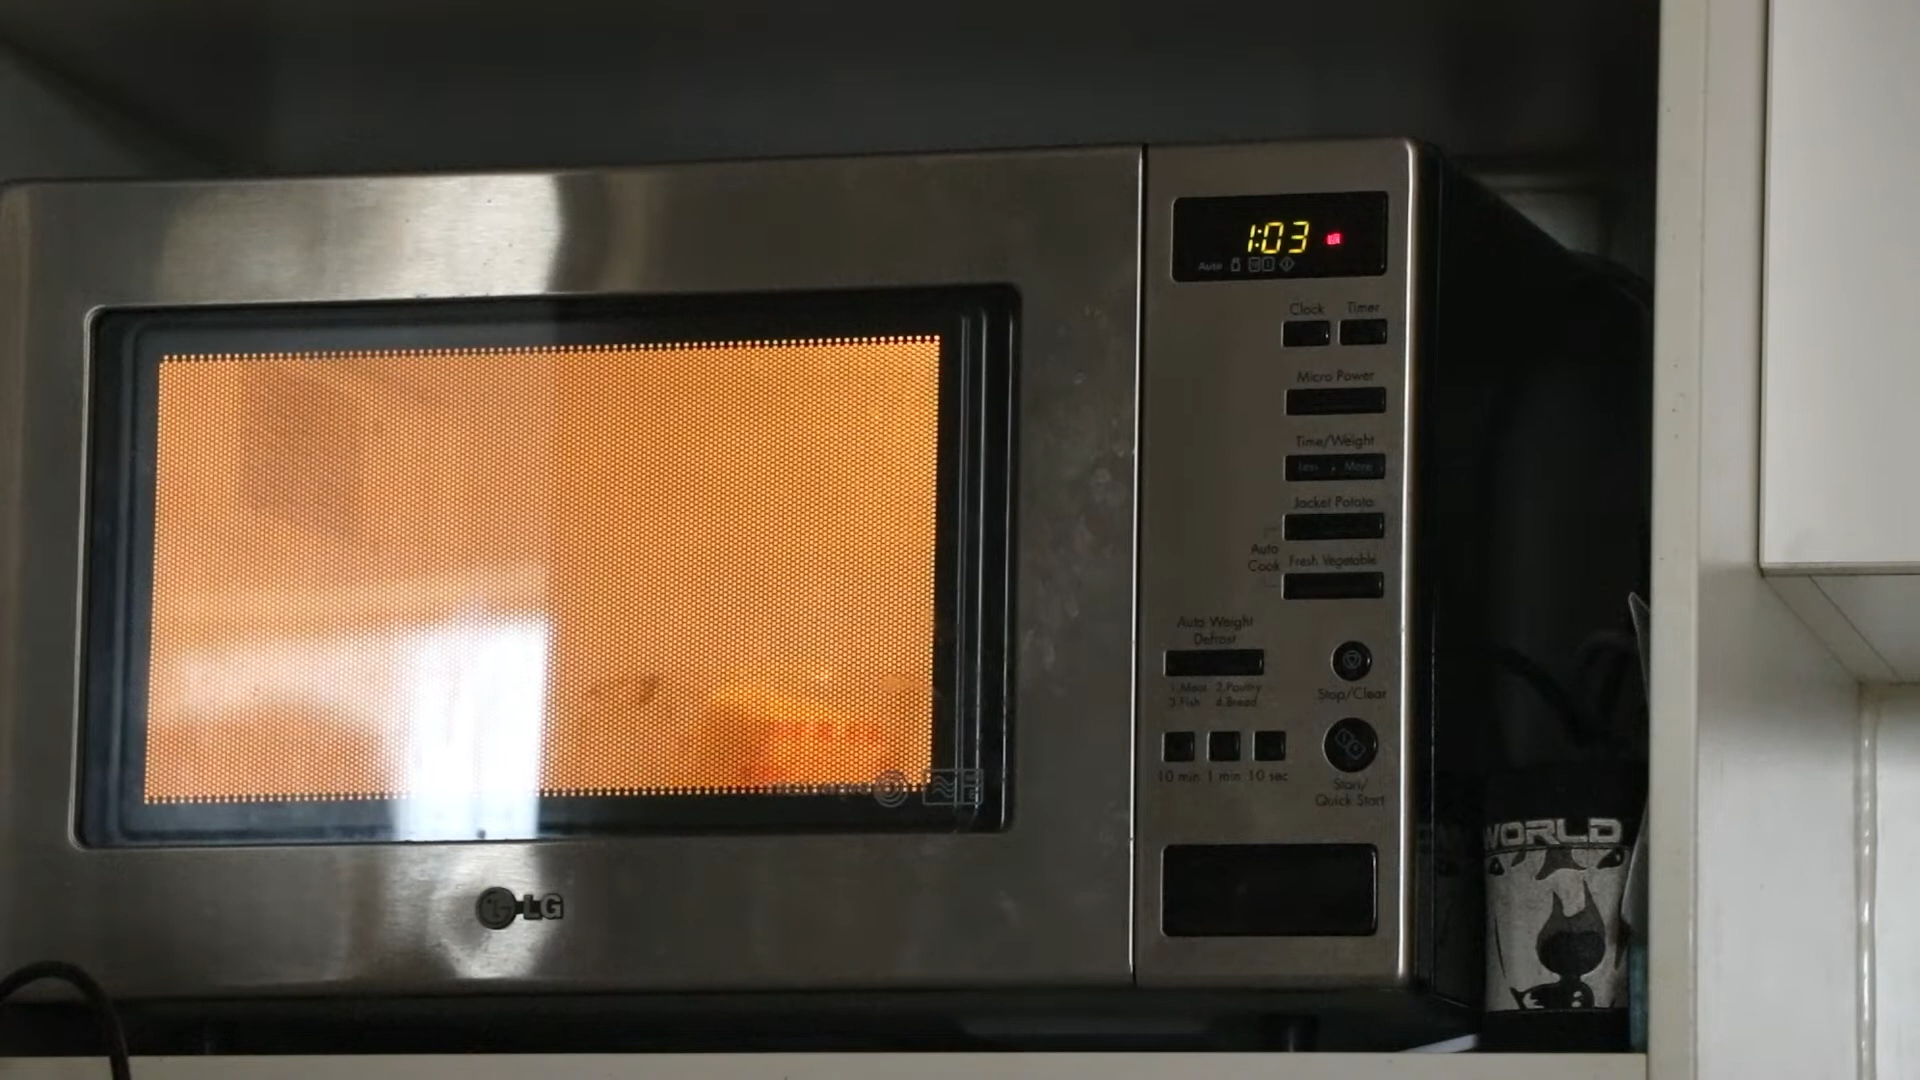 1:03
Auto
Clock Timer
Micro Power
Time/Weight
Less More
Jacket Potato
Auto Cook
Fresh Vegetable
Auto Weight
Defrost
1.Meat 2.Poultry
3.Fish 4.Bread
Stop/Clear
10 min 1 min 10 sec
Start/
Quick Start
WORLD
LG